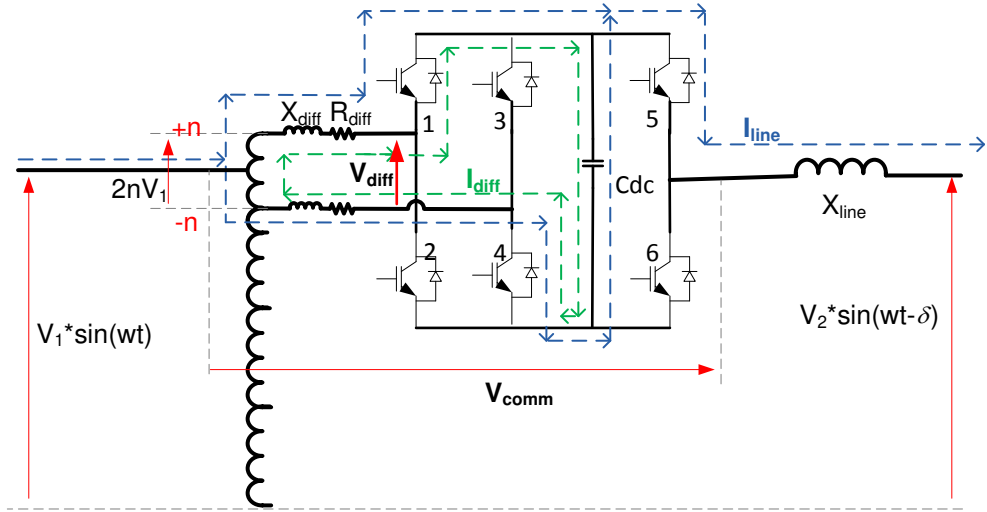 X_diff R_diff
+n
1 3 5
I_line
2nV_1
V_diff
I_diff
Cdc
X_line
-n
2 4 6
V_1*sin(wt)
V_2*sin(wt-δ)
V_comm